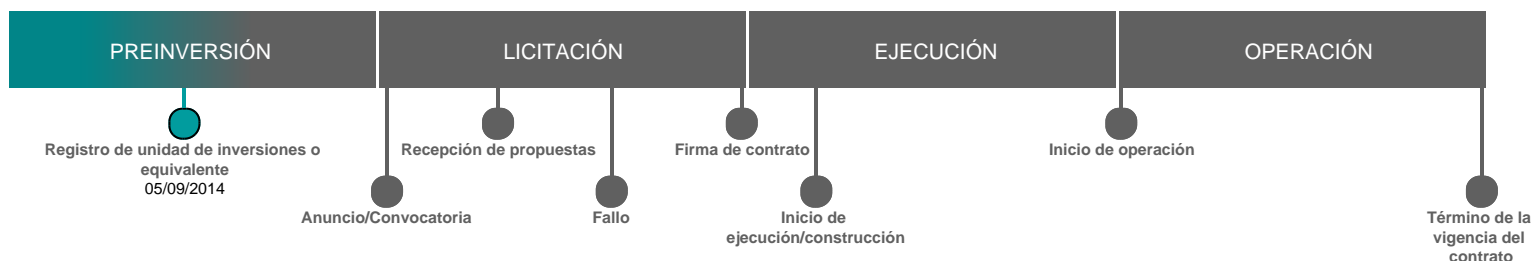 PREINVERSIÓN
LICITACIÓN
EJECUCIÓN
OPERACIÓN
Registro de unidad de inversiones o
equivalente
05/09/2014
Anuncio/Convocatoria
Recepción de propuestas
Fallo
Firma de contrato
Inicio de
ejecución/construcción
Inicio de operación
Término de la
vigencia del
contrato